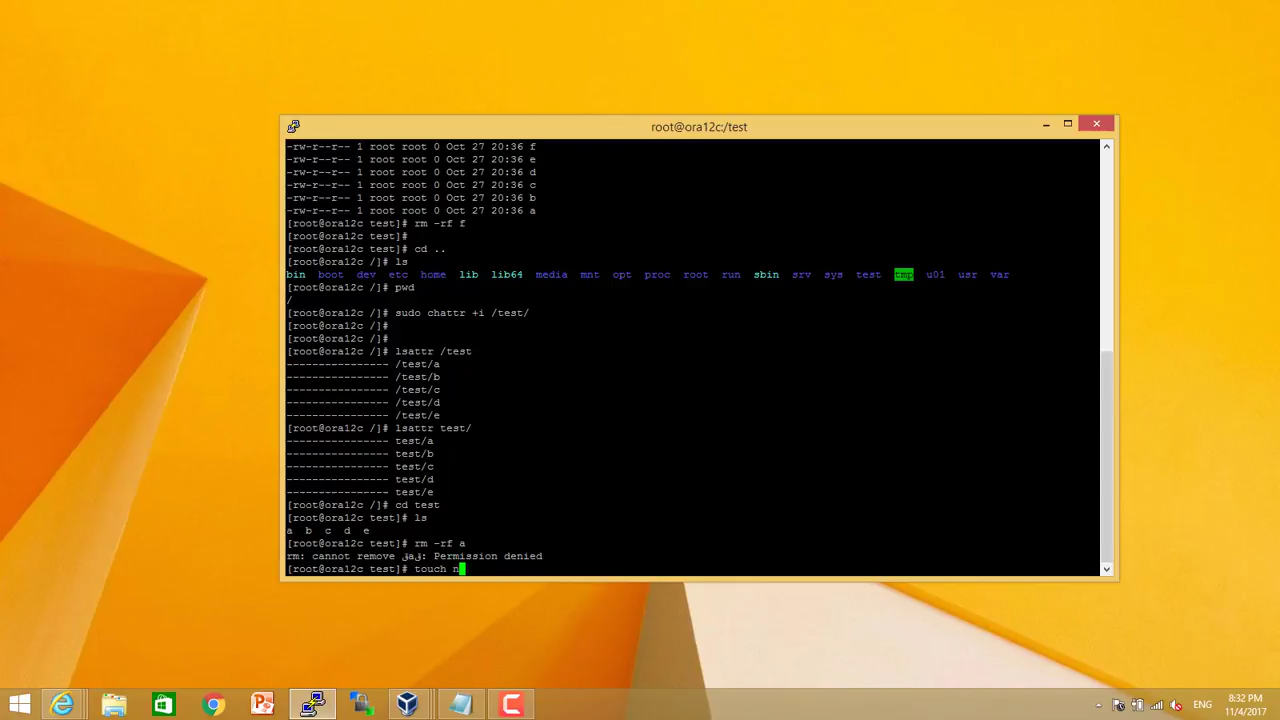 root@ora12c:/test
-rw-r--r-- 1 root root 0 Oct 27 20:36 f
-rw-r--r-- 1 root root 0 Oct 27 20:36 e
-rw-r--r-- 1 root root 0 Oct 27 20:36 d
-rw-r--r-- 1 root root 0 Oct 27 20:36 c
-rw-r--r-- 1 root root 0 Oct 27 20:36 b
-rw-r--r-- 1 root root 0 Oct 27 20:36 a
[root@ora12c test]# rm -rf f
[root@ora12c test]#
[root@ora12c test]# cd ..
[root@ora12c /]# ls
bin boot dev etc home lib lib64 media mnt opt proc root run sbin srv sys test tmp u01 usr var
[root@ora12c /]# pwd
/
[root@ora12c /]# sudo chattr +i /test/
[root@ora12c /]#
[root@ora12c /]#
[root@ora12c /]# lsattr /test
---------------- /test/a
---------------- /test/b
---------------- /test/c
---------------- /test/d
---------------- /test/e
[root@ora12c /]# lsattr test/
---------------- test/a
---------------- test/b
---------------- test/c
---------------- test/d
---------------- test/e
[root@ora12c /]# cd test
[root@ora12c test]# ls
a b c d e
[root@ora12c test]# rm -rf a
rm: cannot remove : Permission denied
[root@ora12c test]# touch n
ENG
8:32 PM
11/4/2017